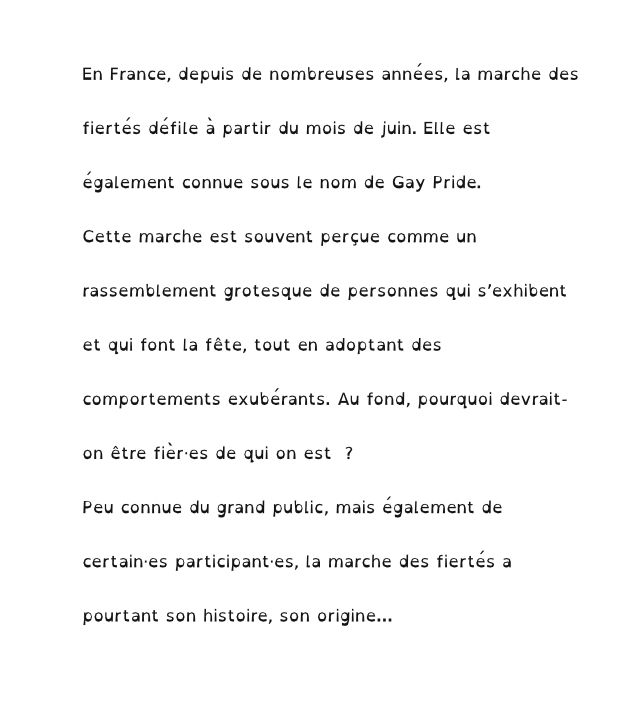 En France, depuis de nombreuses années, la marche des
fiertés défile à partir du mois de juin. Elle est
également connue sous le nom de Gay Pride.
Cette marche est souvent perçue comme un
rassemblement grotesque de personnes qui s’exhibent
et qui font la fête, tout en adoptant des
comportements exubérants. Au fond, pourquoi devrait-
on être fièr·es de qui on est ?
Peu connue du grand public, mais également de
certain·es participant·es, la marche des fiertés a
pourtant son histoire, son origine...